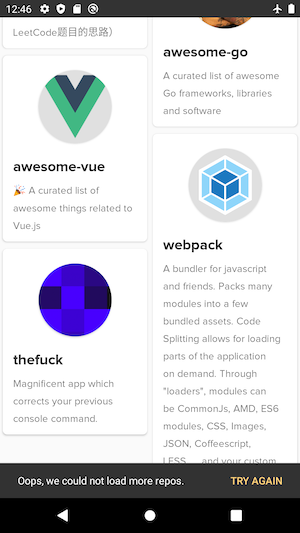 12:46
LeetCode题目的思路）
awesome-vue
🎉 A curated list of
awesome things related to
Vue.js
thefuck
Magnificent app which
corrects your previous
console command.
awesome-go
A curated list of awesome
Go frameworks, libraries
and software
webpack
A bundler for javascript
and friends. Packs many
modules into a few
bundled assets. Code
Splitting allows for loading
parts of the application
on demand. Through
"loaders", modules can
be CommonJs, AMD, ES6
modules, CSS, Images,
JSON, Coffeescript,
LESS, ... and your custom
Oops, we could not load more repos.
TRY AGAIN